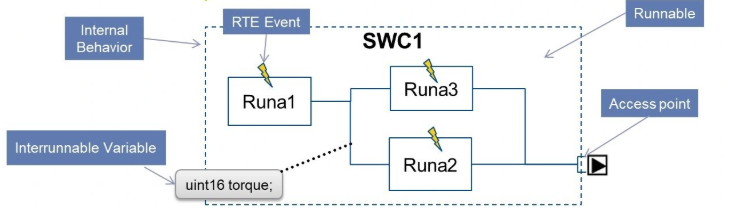 Runnable
RTE Event
Internal
Behavior
SWC1
Runa1
Runa3
Access point
Interrunnable Variable
Runa2
uint16 torque;